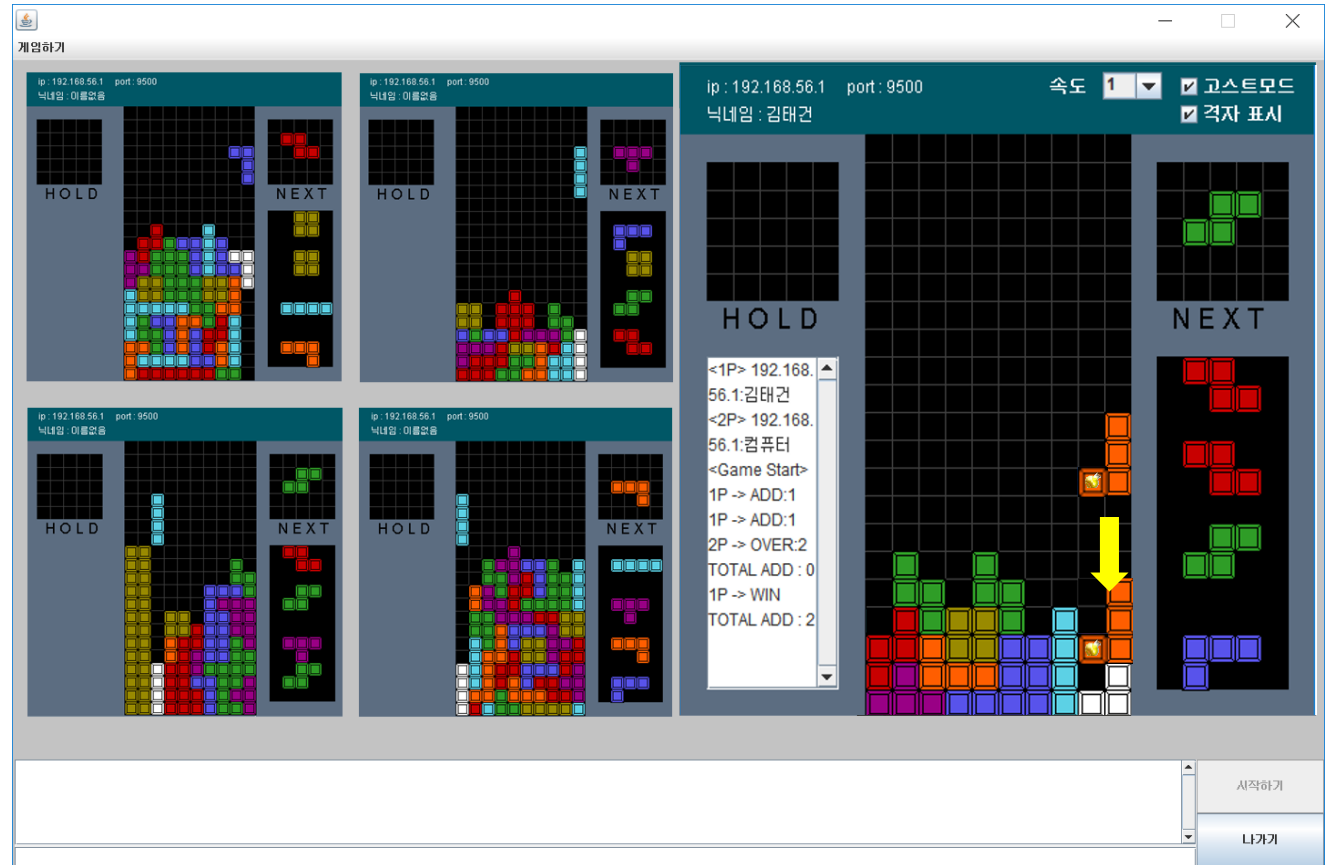 게임하기
ip : 192.168.56.1 port : 9500
닉네임 : 이름없음
HOLD
NEXT
ip : 192.168.56.1 port : 9500
닉네임 : 이름없음
HOLD
NEXT
ip : 192.168.56.1 port : 9500
닉네임 : 이름없음
HOLD
NEXT
ip : 192.168.56.1 port : 9500
닉네임 : 이름없음
HOLD
NEXT
ip : 192.168.56.1 port : 9500 속도 1 고스트모드
닉네임 : 김태건 격자 표시
HOLD
NEXT
<1P> 192.168.
56.1:김태건
<2P> 192.168.
56.1:컴퓨터
<Game Start>
1P -> ADD:1
1P -> ADD:1
2P -> OVER:2
TOTAL ADD : 0
1P -> WIN
TOTAL ADD : 2
시작하기
나가기